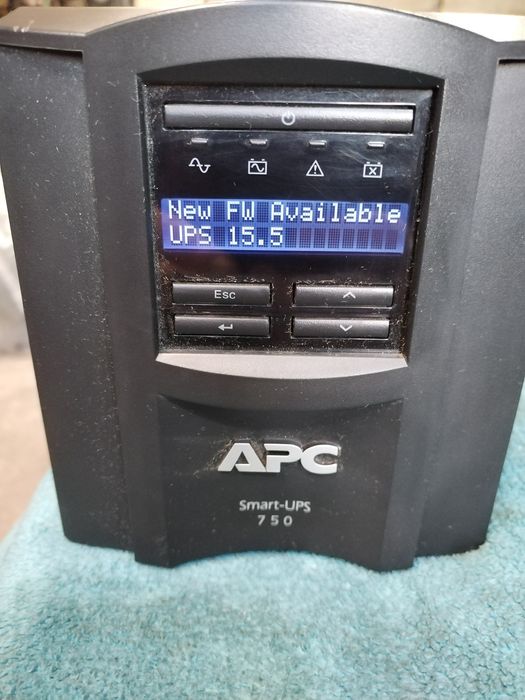 New FW Available
UPS 15.5
Esc
APC
Smart-UPS
750